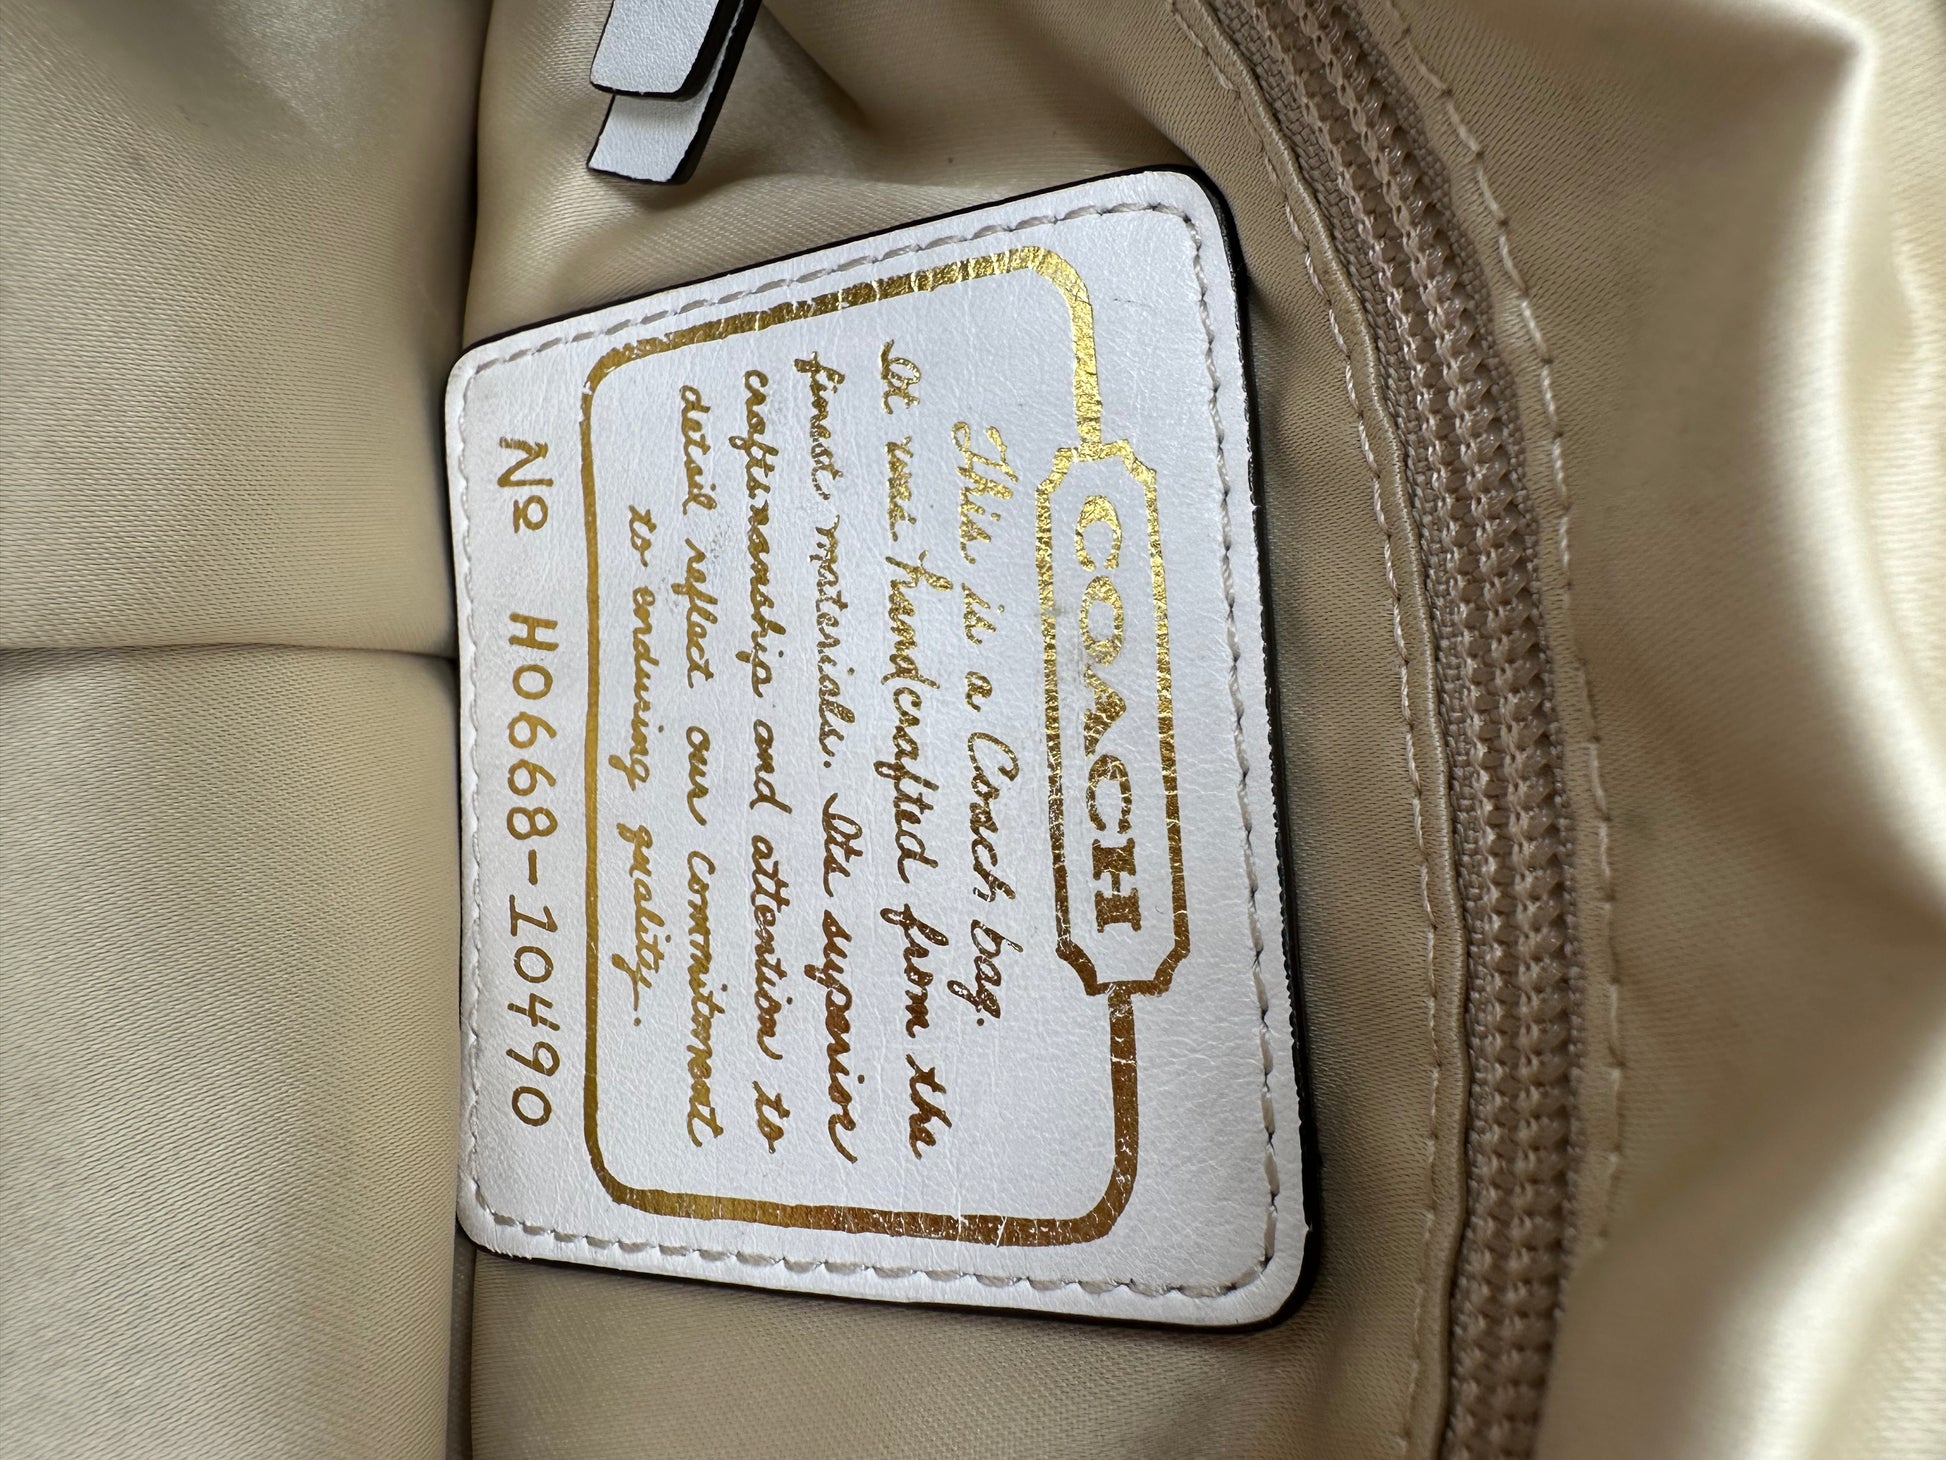 COACH
This is a Coach bag.
It was handcrafted from the
finest materials. Its superior
craftsmanship and attention to
detail reflect our commitment
to enduring quality.
Nº H0668-10490